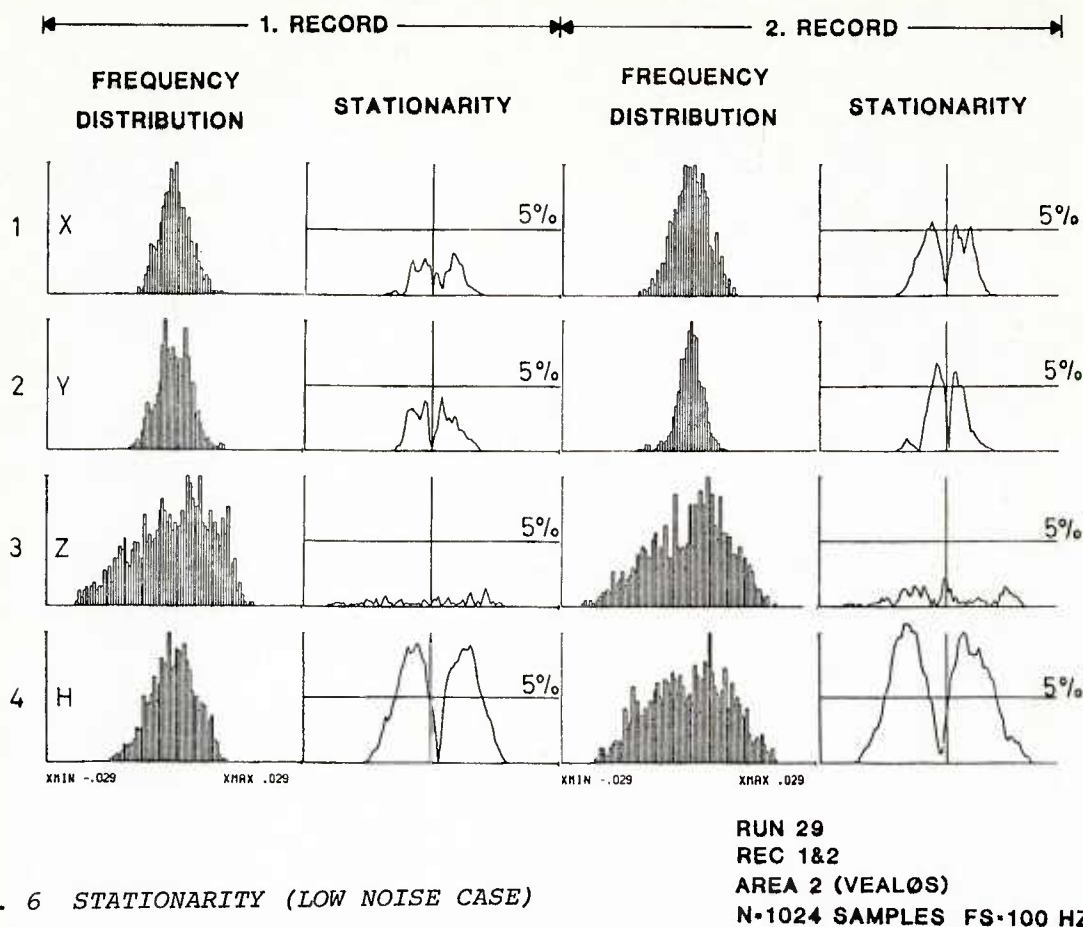 1. RECORD 2. RECORD
FREQUENCY DISTRIBUTION STATIONARITY FREQUENCY DISTRIBUTION STATIONARITY
1 X 5% 5%
2 Y 5% 5%
3 Z 5% 5%
4 H 5% 5%
XMIN -.029 XMAX .029 XMIN -.029 XMAX .029
RUN 29
REC 1&2
AREA 2 (VEALØS)
N=1024 SAMPLES FS=100 HZ
. 6 STATIONARITY (LOW NOISE CASE)